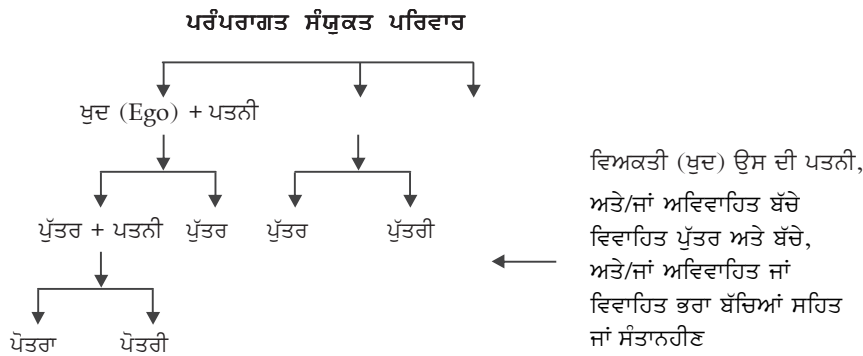 ਪਰੰਪਰਾਗਤ ਸੰਯੁਕਤ ਪਰਿਵਾਰ
ਖੁਦ (Ego) + ਪਤਨੀ
ਪੁੱਤਰ + ਪਤਨੀ ਪੁੱਤਰ ਪੁੱਤਰ ਪੁੱਤਰੀ
ਪੋਤਰਾ ਪੋਤਰੀ
ਵਿਅਕਤੀ (ਖੁਦ) ਉਸ ਦੀ ਪਤਨੀ,
ਅਤੇ/ਜਾਂ ਅਵਿਵਾਹਿਤ ਬੱਚੇ
ਵਿਵਾਹਿਤ ਪੁੱਤਰ ਅਤੇ ਬੱਚੇ,
ਅਤੇ/ਜਾਂ ਅਵਿਵਾਹਿਤ ਜਾਂ
ਵਿਵਾਹਿਤ ਭਰਾ ਬੱਚਿਆਂ ਸਹਿਤ
ਜਾਂ ਸੰਤਾਨਹੀਣ